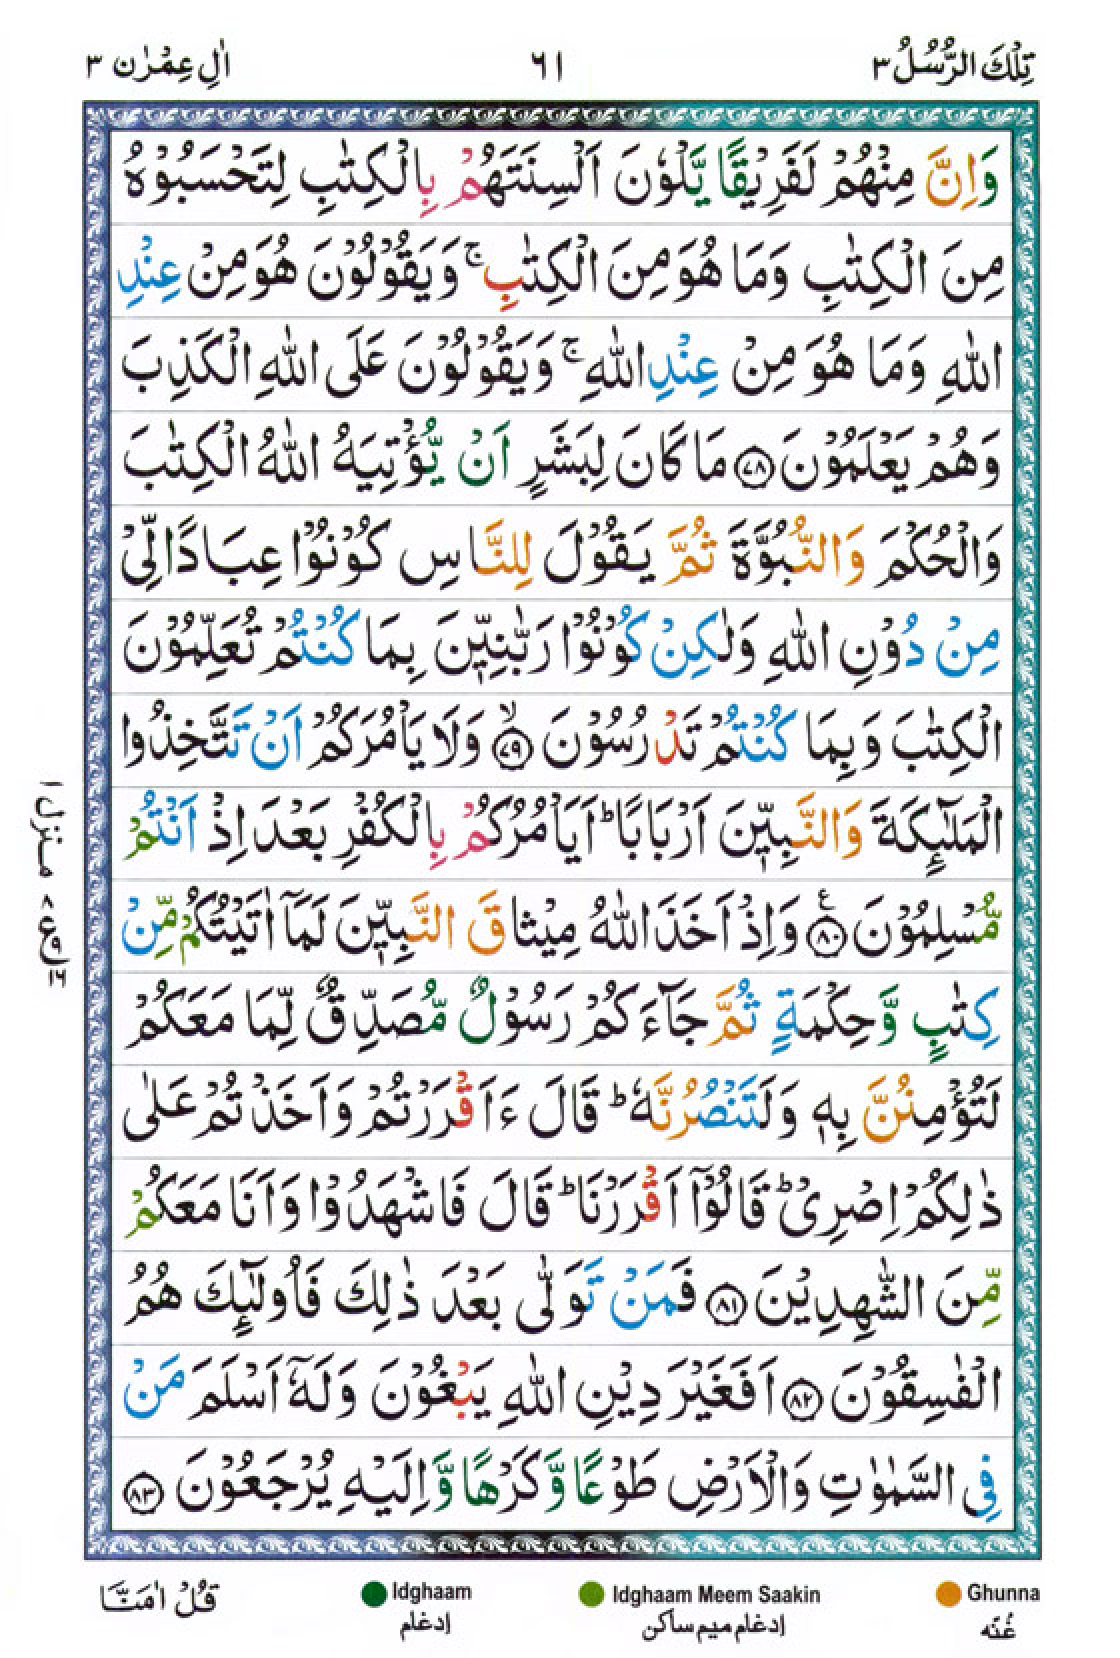 تِلْكَ الرُّسُلُ ٣
٦١
اٰلِ عِمْرٰن ٣
وَاِنَّ مِنْهُمْ لَفَرِيْقًا يَّلْوٗنَ اَلْسِنَتَهُمْ بِالْكِتٰبِ لِتَحْسَبُوْهُ
مِنَ الْكِتٰبِ وَمَا هُوَ مِنَ الْكِتٰبِ ۚ وَيَقُوْلُوْنَ هُوَ مِنْ عِنْدِ
اللّٰهِ وَمَا هُوَ مِنْ عِنْدِ اللّٰهِ ۚ وَيَقُوْلُوْنَ عَلَى اللّٰهِ الْكَذِبَ
وَهُمْ يَعْلَمُوْنَ ۝٧٨ مَا كَانَ لِبَشَرٍ اَنْ يُّؤْتِيَهُ اللّٰهُ الْكِتٰبَ
وَالْحُكْمَ وَالنُّبُوَّةَ ثُمَّ يَقُوْلَ لِلنَّاسِ كُوْنُوْا عِبَادًا لِّىْ
مِنْ دُوْنِ اللّٰهِ وَلٰكِنْ كُوْنُوْا رَبّٰنِيّٖنَ بِمَا كُنْتُمْ تُعَلِّمُوْنَ
الْكِتٰبَ وَبِمَا كُنْتُمْ تَدْرُسُوْنَ ۝٧٩ ۙ وَلَا يَاْمُرَكُمْ اَنْ تَتَّخِذُوا
الْمَلٰٓئِكَةَ وَالنَّبِيّٖنَ اَرْبَابًا ؕ اَيَاْمُرُكُمْ بِالْكُفْرِ بَعْدَ اِذْ اَنْتُمْ
مُّسْلِمُوْنَ ۝٨٠ ع وَاِذْ اَخَذَ اللّٰهُ مِيْثَاقَ النَّبِيّٖنَ لَمَاۤ اٰتَيْتُكُمْ مِّنْ
كِتٰبٍ وَّحِكْمَةٍ ثُمَّ جَآءَكُمْ رَسُوْلٌ مُّصَدِّقٌ لِّمَا مَعَكُمْ
لَتُؤْمِنُنَّ بِهٖ وَلَتَنْصُرُنَّهٗ ؕ قَالَ ءَاَقْرَرْتُمْ وَاَخَذْتُمْ عَلٰى
ذٰلِكُمْ اِصْرِىْ ؕ قَالُوْۤا اَقْرَرْنَا ؕ قَالَ فَاشْهَدُوْا وَاَنَا مَعَكُمْ
مِّنَ الشّٰهِدِيْنَ ۝٨١ فَمَنْ تَوَلّٰى بَعْدَ ذٰلِكَ فَاُولٰٓئِكَ هُمُ
الْفٰسِقُوْنَ ۝٨٢ اَفَغَيْرَ دِيْنِ اللّٰهِ يَبْغُوْنَ وَلَهٗۤ اَسْلَمَ مَنْ
فِى السَّمٰوٰتِ وَالْاَرْضِ طَوْعًا وَّكَرْهًا وَّاِلَيْهِ يُرْجَعُوْنَ ۝٨٣
منزل ١
Ghunna
غُنّه
Idghaam Meem Saakin
ادغام میم ساکن
Idghaam
ادغام
قُلْ اٰمَنَّا